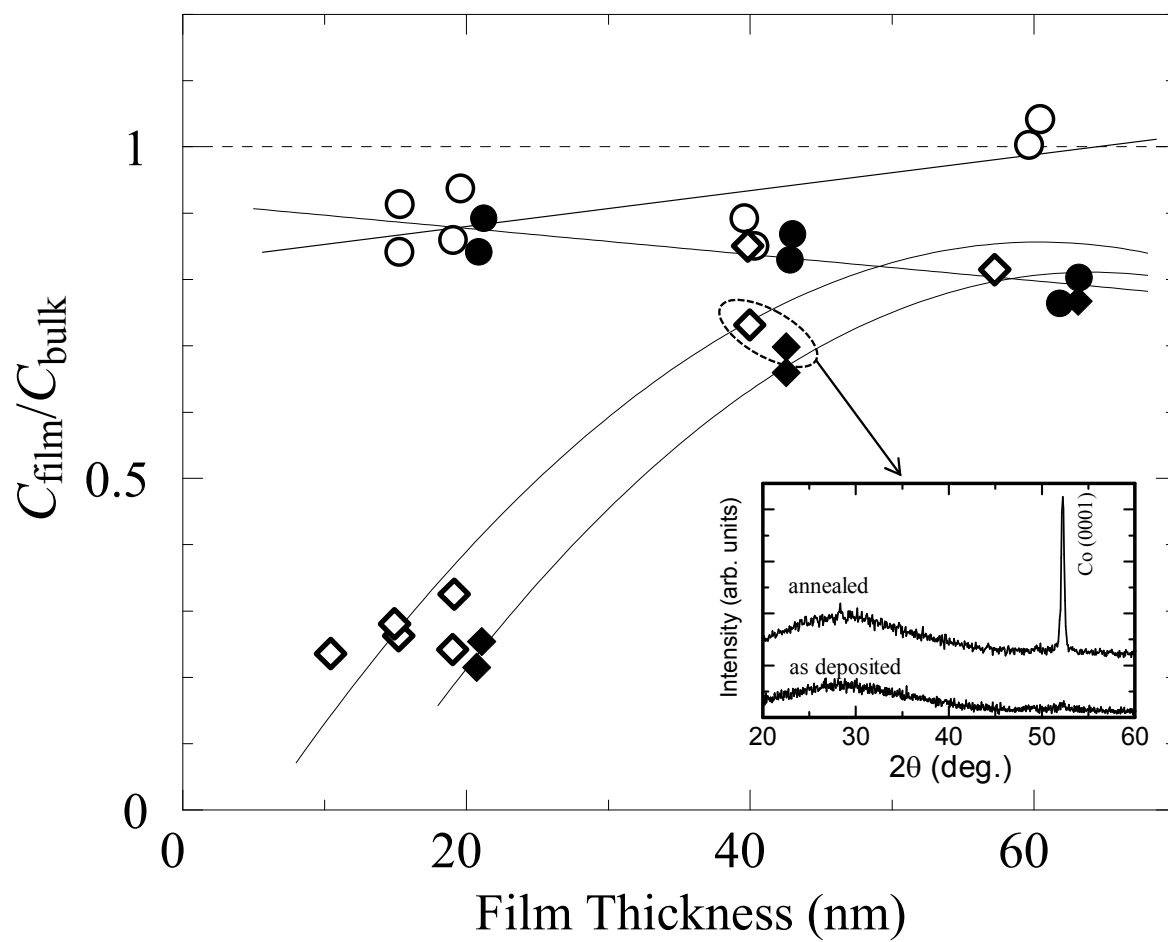 1
0.5
0
C_film/C_bulk
0
20
40
60
Film Thickness (nm)
Intensity (arb. units)
annealed
as deposited
Co (0001)
20
30
40
50
60
2θ (deg.)